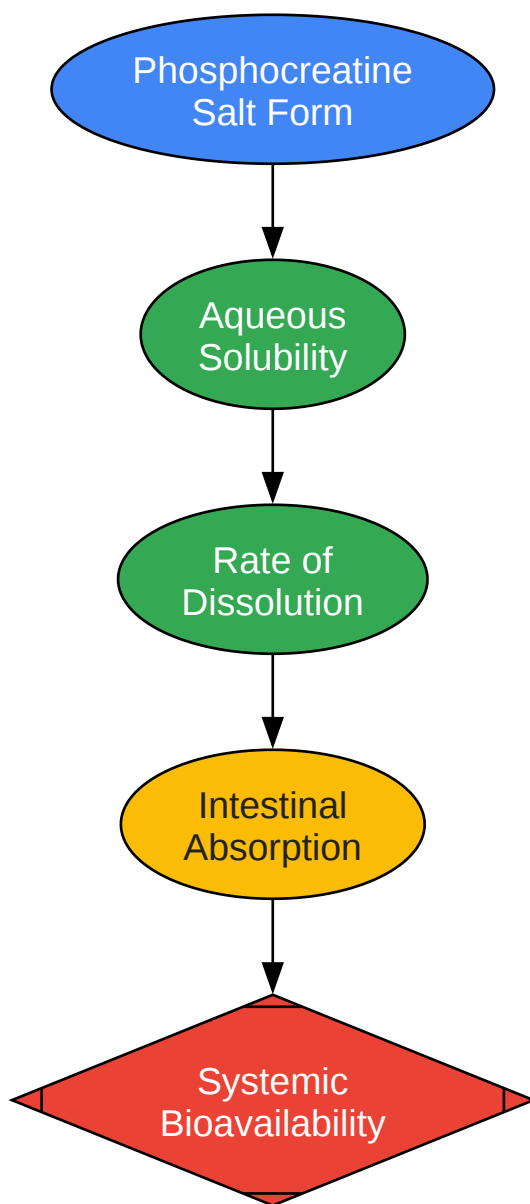 Phosphocreatine
Salt Form
Aqueous
Solubility
Rate of
Dissolution
Intestinal
Absorption
Systemic
Bioavailability